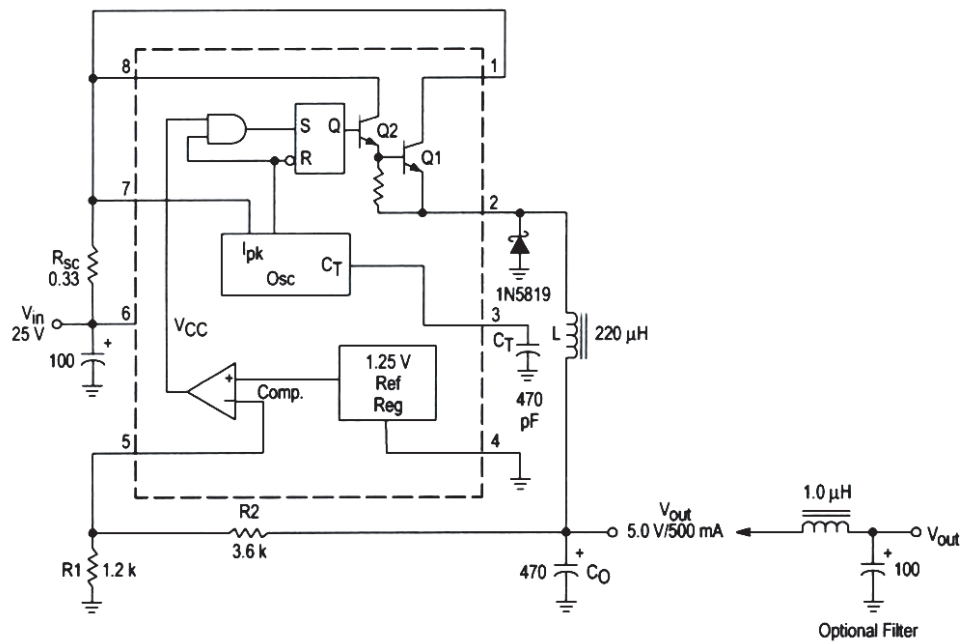 8
1
S
Q
Q2
R
Q1
7
2
Ipk
CT
Osc
Rsc
0.33
1N5819
Vin
25 V
6
VCC
3
CT
L
220 µH
100
+
1.25 V
Ref
Reg
+
−
Comp.
470
pF
5
4
R2
3.6 k
Vout
5.0 V/500 mA
1.0 µH
Vout
R1
1.2 k
470
+
CO
+
100
Optional Filter